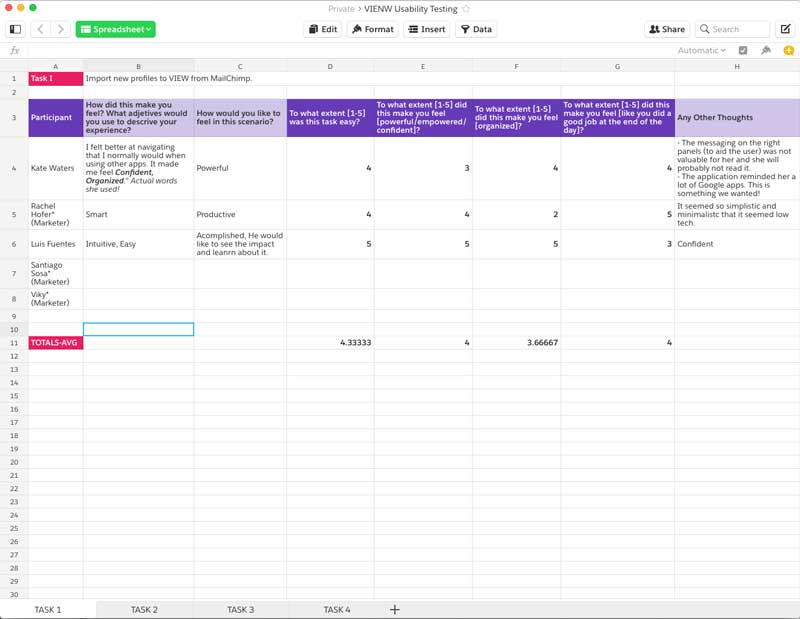 Private > VIENW Usability Testing
Spreadsheet
Edit
Format
Insert
Data
Share
Search
fx
Automatic
A B C D E F G H
1 Task I Import new profiles to VIEW from MailChimp.
2
3
Participant
How did this make you
feel? What adjetives would
you use to descrive your
experience?
How would you like to
feel in this scenario?
To what extent [1-5]
was this task easy?
To what extent [1-5] did
this make you feel
[powerful/empowered/
confident]?
To what extent [1-5]
did this make you feel
[organized]?
To what extent [1-5] did this
make you feel [like you did a
good job at the end of the
day]?
Any Other Thoughts
4
Kate Waters
I felt better at navigating
that I normally would when
using other apps. It made
me feel Confident,
Organized." Actual words
she used!
Powerful
4
3
4
4
- The messaging on the right
panels (to aid the user) was not
valuable for her and she will
probably not read it.
- The application reminded her a
lot of Google apps. This is
something we wanted!
5
Rachel
Hofer*
(Marketer)
Smart
Productive
4
4
2
5
It seemed so simplistic and
minimalistc that it seemed low
tech.
6
Luis Fuentes
Intuitive, Easy
Acomplished, He would
like to see the impact
and leanrn about it.
5
5
5
3
Confident
7
Santiago
Sosa*
(Marketer)
8
Viky*
(Marketer)
9
10
11 TOTALS-AVG 4.33333 4 3.66667 4
12
13
14
15
16
17
18
19
20
21
22
23
24
25
26
27
28
29
30
TASK 1 TASK 2 TASK 3 TASK 4